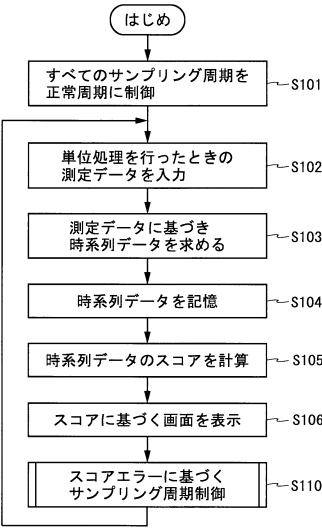 はじめ
すべてのサンプリング周期を
正常周期に制御
S101
単位処理を行ったときの
測定データを入力
S102
測定データに基づき
時系列データを求める
S103
時系列データを記憶
S104
時系列データのスコアを計算
S105
スコアに基づく画面を表示
S106
スコアエラーに基づく
サンプリング周期制御
S110